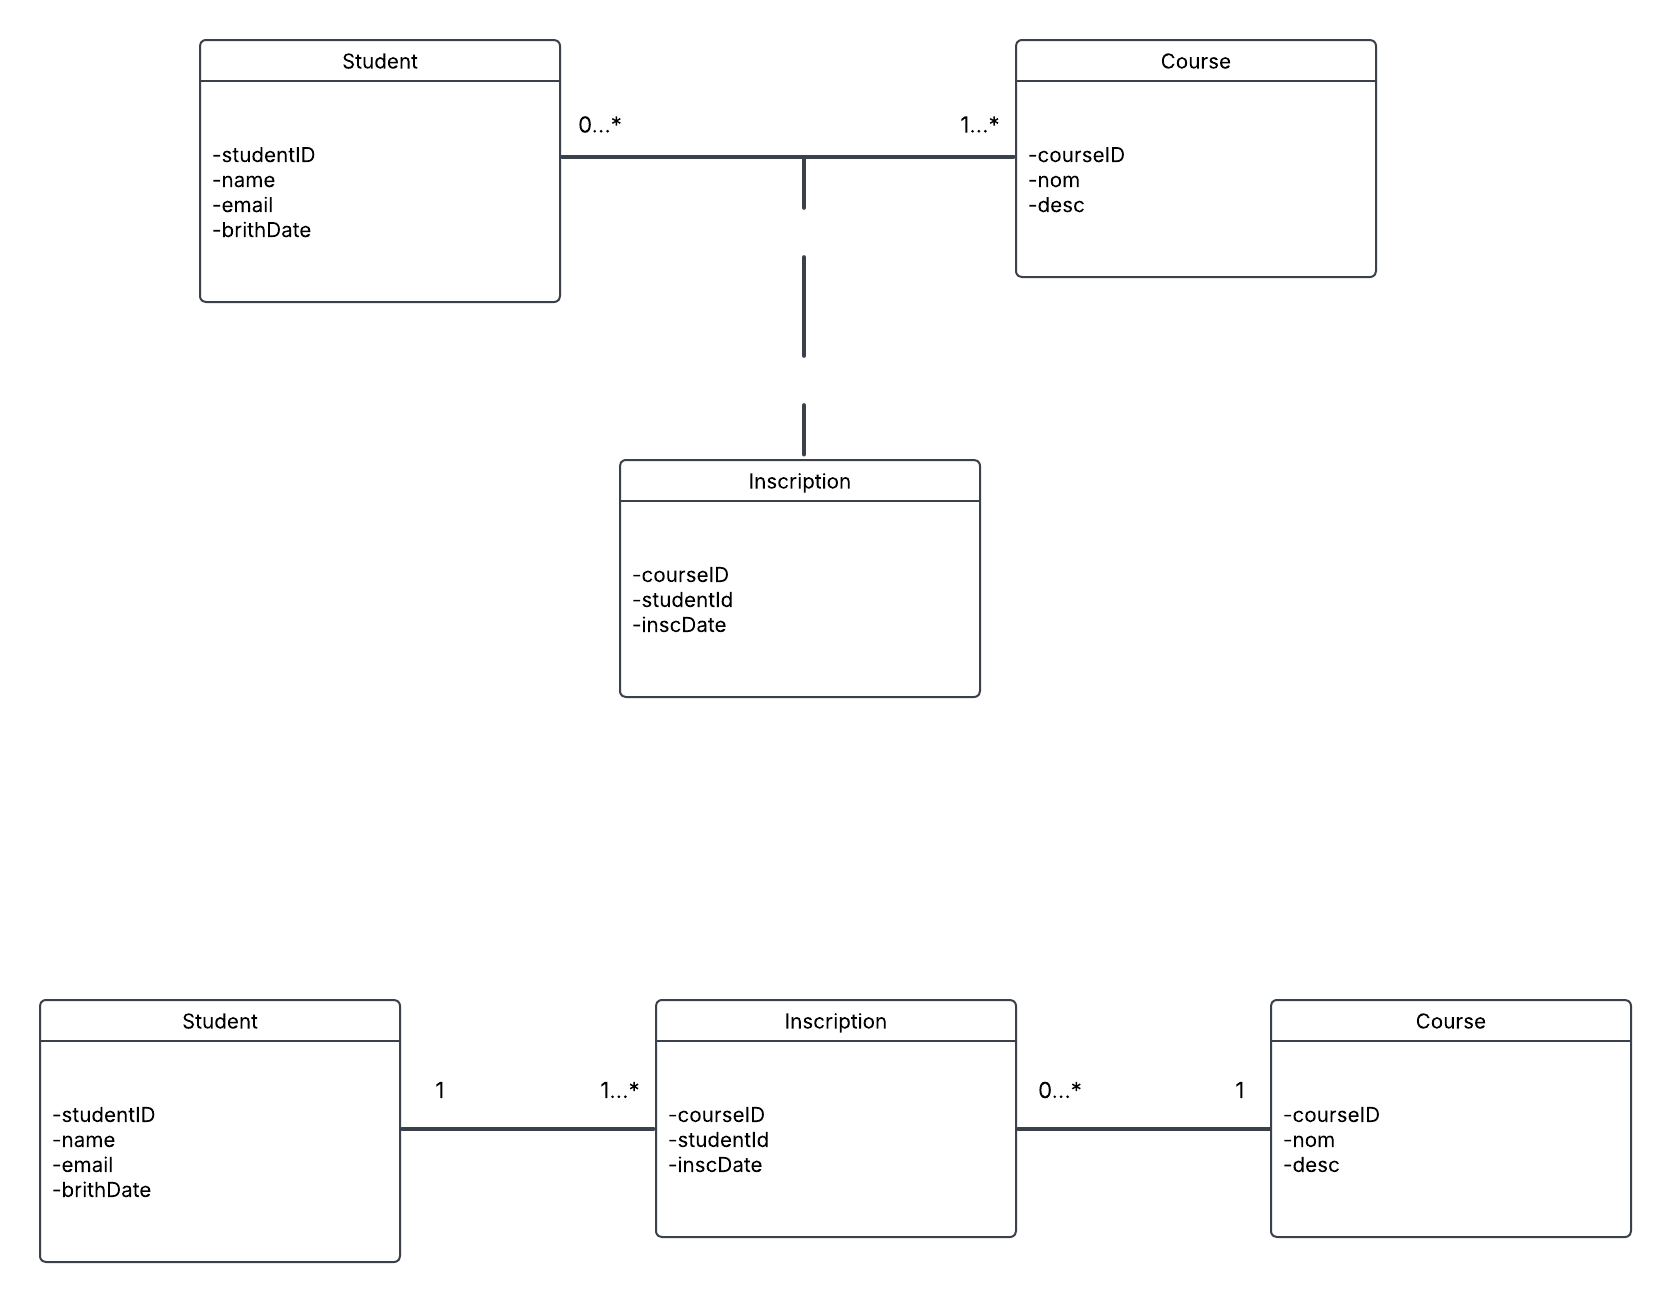 Student
Course
0...*
1...*
-studentID
-name
-email
-brithDate
-courseID
-nom
-desc
Inscription
-courseID
-studentId
-inscDate
Student
Inscription
Course
1
1...*
0...*
1
-studentID
-name
-email
-brithDate
-courseID
-studentId
-inscDate
-courseID
-nom
-desc